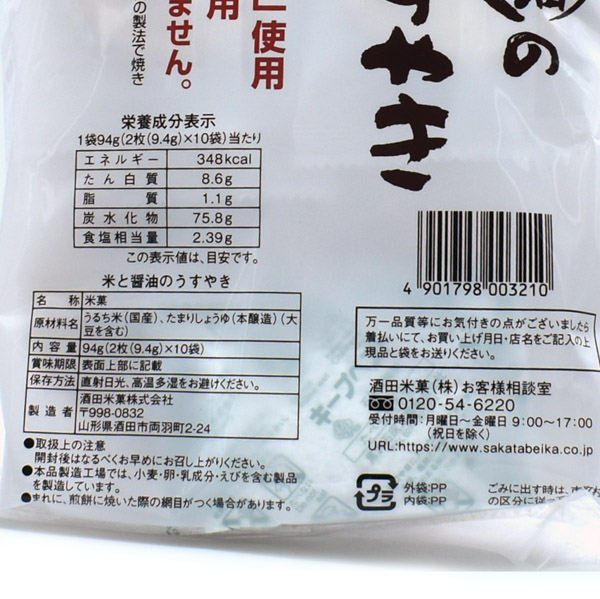 の
すやき
」使用
用
ません。
の製法で焼き
栄養成分表示
1袋94g(2枚(9.4g)×10袋)当たり
エネルギー 348kcal
たん白質 8.6g
脂質 1.1g
炭水化物 75.8g
食塩相当量 2.39g
この表示値は、目安です。
米と醤油のうすやき
名称 米菓
原材料名 うるち米(国産)、たまりしょうゆ(本醸造)(大
豆を含む)
内容量 94g(2枚(9.4g)×10袋)
賞味期限 表面上部に記載
保存方法 直射日光、高温多湿をお避けください。
製造者 酒田米菓株式会社
〒998-0832
山形県酒田市両羽町2-24
●取扱上の注意
開封後はなるべくお早めにお召し上がりください。
●本品製造工場では、小麦・卵・乳成分・えびを含む製品
を製造しています。
●まれに、煎餅に焼いた際の網目がつく場合があります。
4 901798 003210
万一品質等にお気付きの点がございましたら
着払いにて、お買い上げ月日・店名をご記入の上
現品と袋をお送りください。
酒田米菓(株)お客様相談室
0120-54-6220
受付時間:月曜日～金曜日 9:00～17:00
(祝日を除く)
URL:https://www.sakatabeika.co.jp
プラ
外袋:PP
内袋:PP
ごみに出す時は、市
の区分に従っ